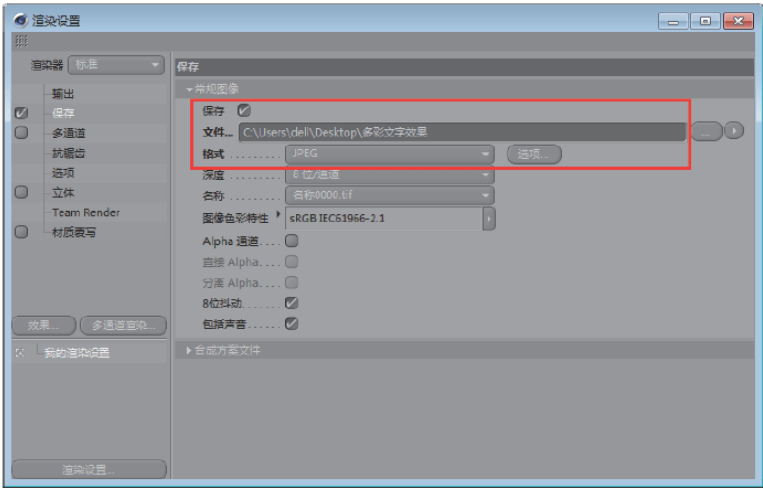 渲染设置
渲染器 标准
输出
保存
多通道
抗锯齿
选项
立体
Team Render
材质覆写
效果... 多通道渲染...
我的渲染设置
渲染设置...
保存
常规图像
保存
文件... C:\Users\dell\Desktop\多彩文字效果
...
格式 ......... JPEG 选项...
深度 ......... 8 位/通道
名称 ......... 名称0000.tif
图像色彩特性 sRGB IEC61966-2.1
Alpha 通道....
直接 Alpha....
分离 Alpha....
8位抖动.......
包括声音......
合成方案文件